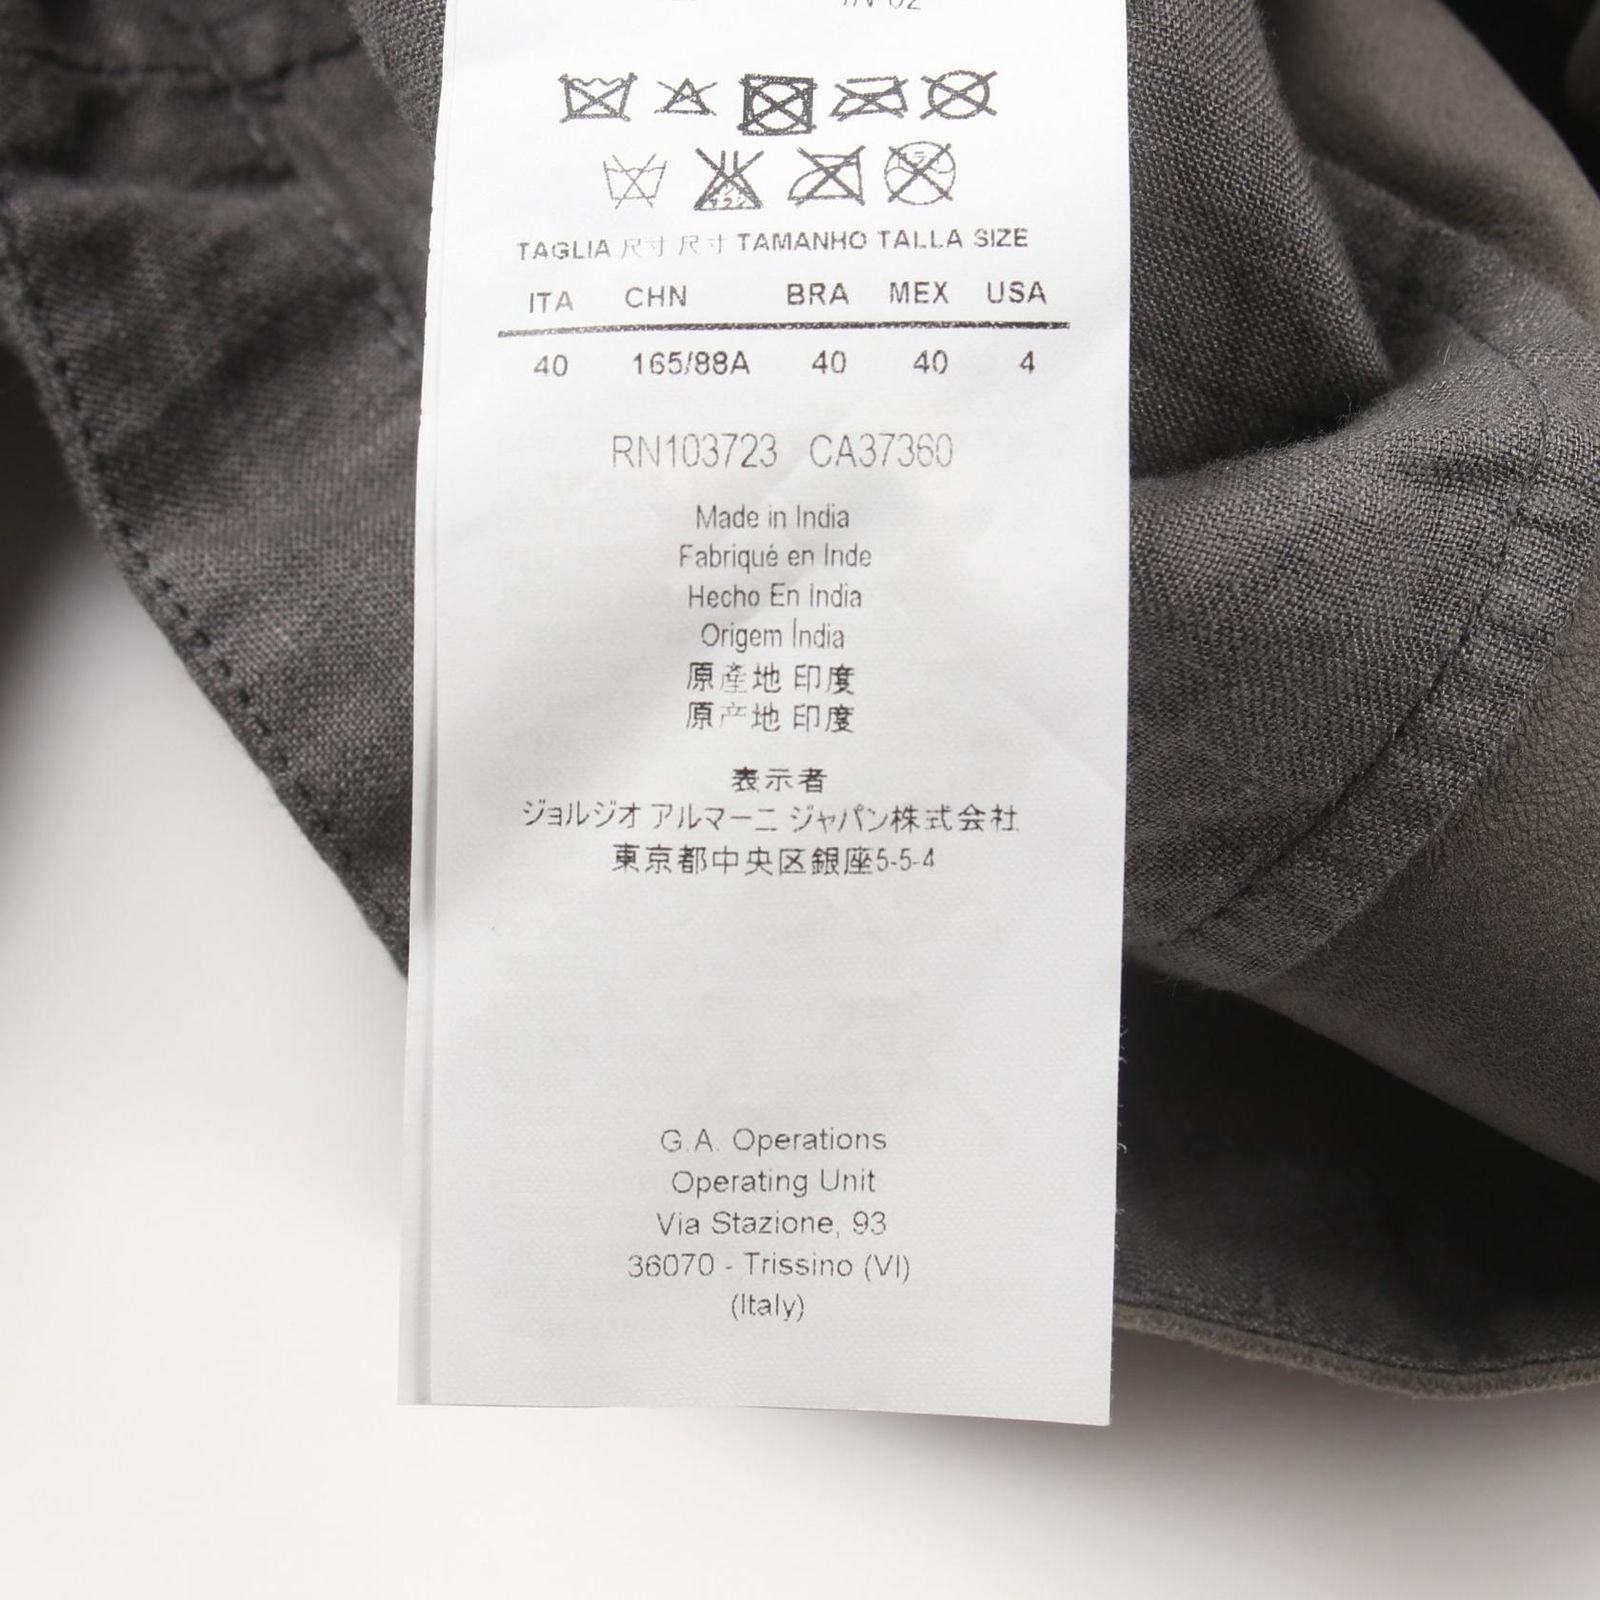 TAGLIA 尺寸 尺寸 TAMANHO TALLA SIZE
ITA CHN BRA MEX USA
40 165/88A 40 40 4
RN103723 CA37360
Made in India
Fabriqué en Inde
Hecho En India
Origem Índia
原產地 印度
原产地 印度
表示者
ジョルジオ アルマーニ ジャパン株式会社
東京都中央区銀座5-5-4
G.A. Operations
Operating Unit
Via Stazione, 93
36070 - Trissino (VI)
(Italy)